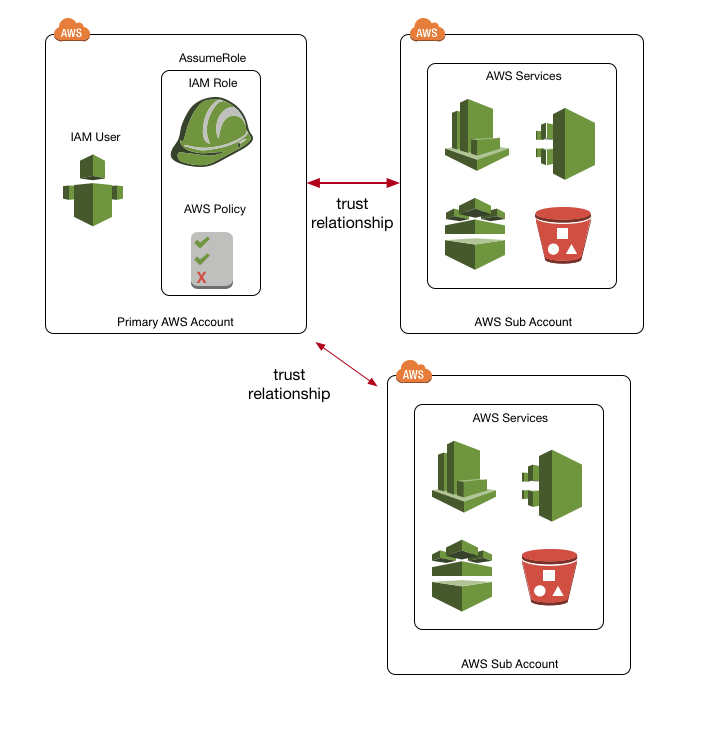 AWS
AssumeRole
IAM Role
IAM User
AWS Policy
X
Primary AWS Account
trust
relationship
AWS
AWS Services
AWS Sub Account
trust
relationship
AWS
AWS Services
AWS Sub Account